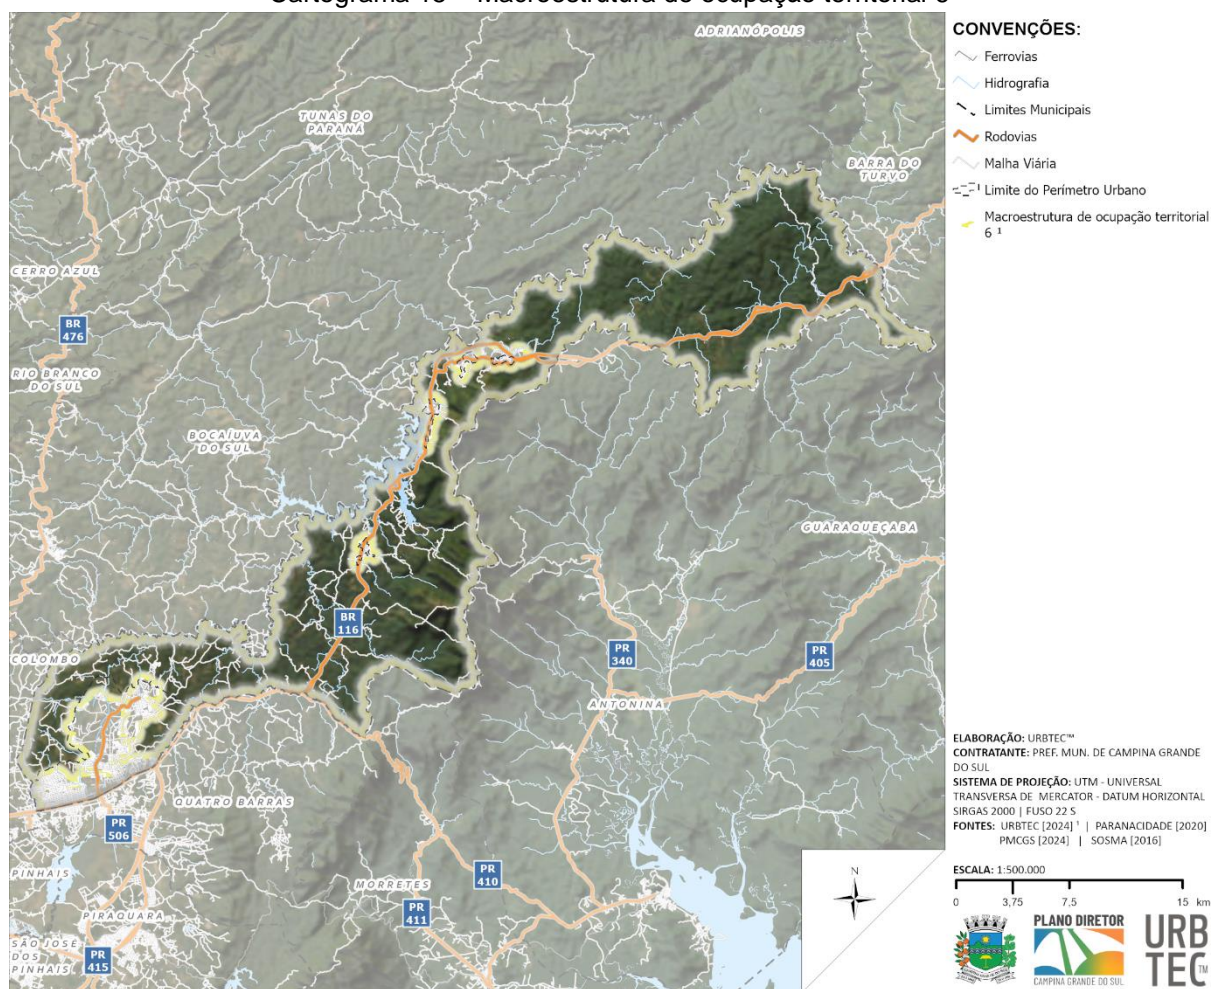 Cartograma 18 – Macroestrutura de ocupação territorial 6
CONVENÇÕES:
Ferrovias
Hidrografia
Limites Municipais
Rodovias
Malha Viária
Limite do Perímetro Urbano
Macroestrutura de ocupação territorial
6 ¹
ADRIANÓPOLIS
TUNAS DO
PARANÁ
BARRA DO
TURVO
CERRO AZUL
BR
476
RIO BRANCO
DO SUL
BOCAIÚVA
DO SUL
GUARAQUEÇABA
BR
116
PR
340
PR
405
COLOMBO
ANTONINA
QUATRO BARRAS
PR
506
PINHAIS
MORRETES
PR
410
PR
411
PIRAQUARA
SÃO JOSÉ
DOS
PINHAIS
PR
415
N
ELABORAÇÃO: URBTEC™
CONTRATANTE: PREF. MUN. DE CAMPINA GRANDE
DO SUL
SISTEMA DE PROJEÇÃO: UTM - UNIVERSAL
TRANSVERSA DE MERCATOR - DATUM HORIZONTAL
SIRGAS 2000 | FUSO 22 S
FONTES: URBTEC [2024] ¹ | PARANACIDADE [2020]
PMCGS [2024] | SOSMA [2016]
ESCALA: 1:500.000
0 3,75 7,5 15 km
PLANO DIRETOR
CAMPINA GRANDE DO SUL
URB
TEC™